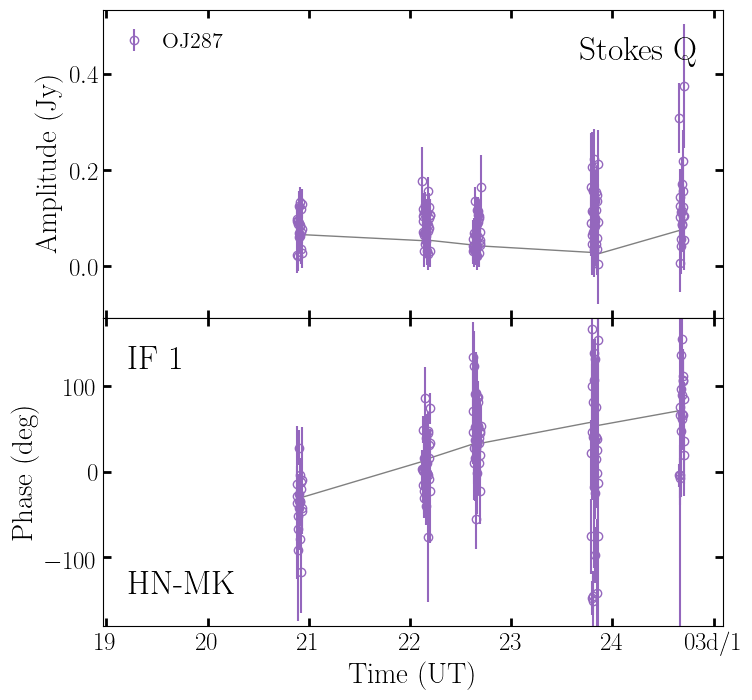 OJ287
Stokes Q
Amplitude (Jy)
0.4
0.2
0.0
IF 1
Phase (deg)
100
0
−100
HN-MK
19 20 21 22 23 24 03d/1
Time (UT)